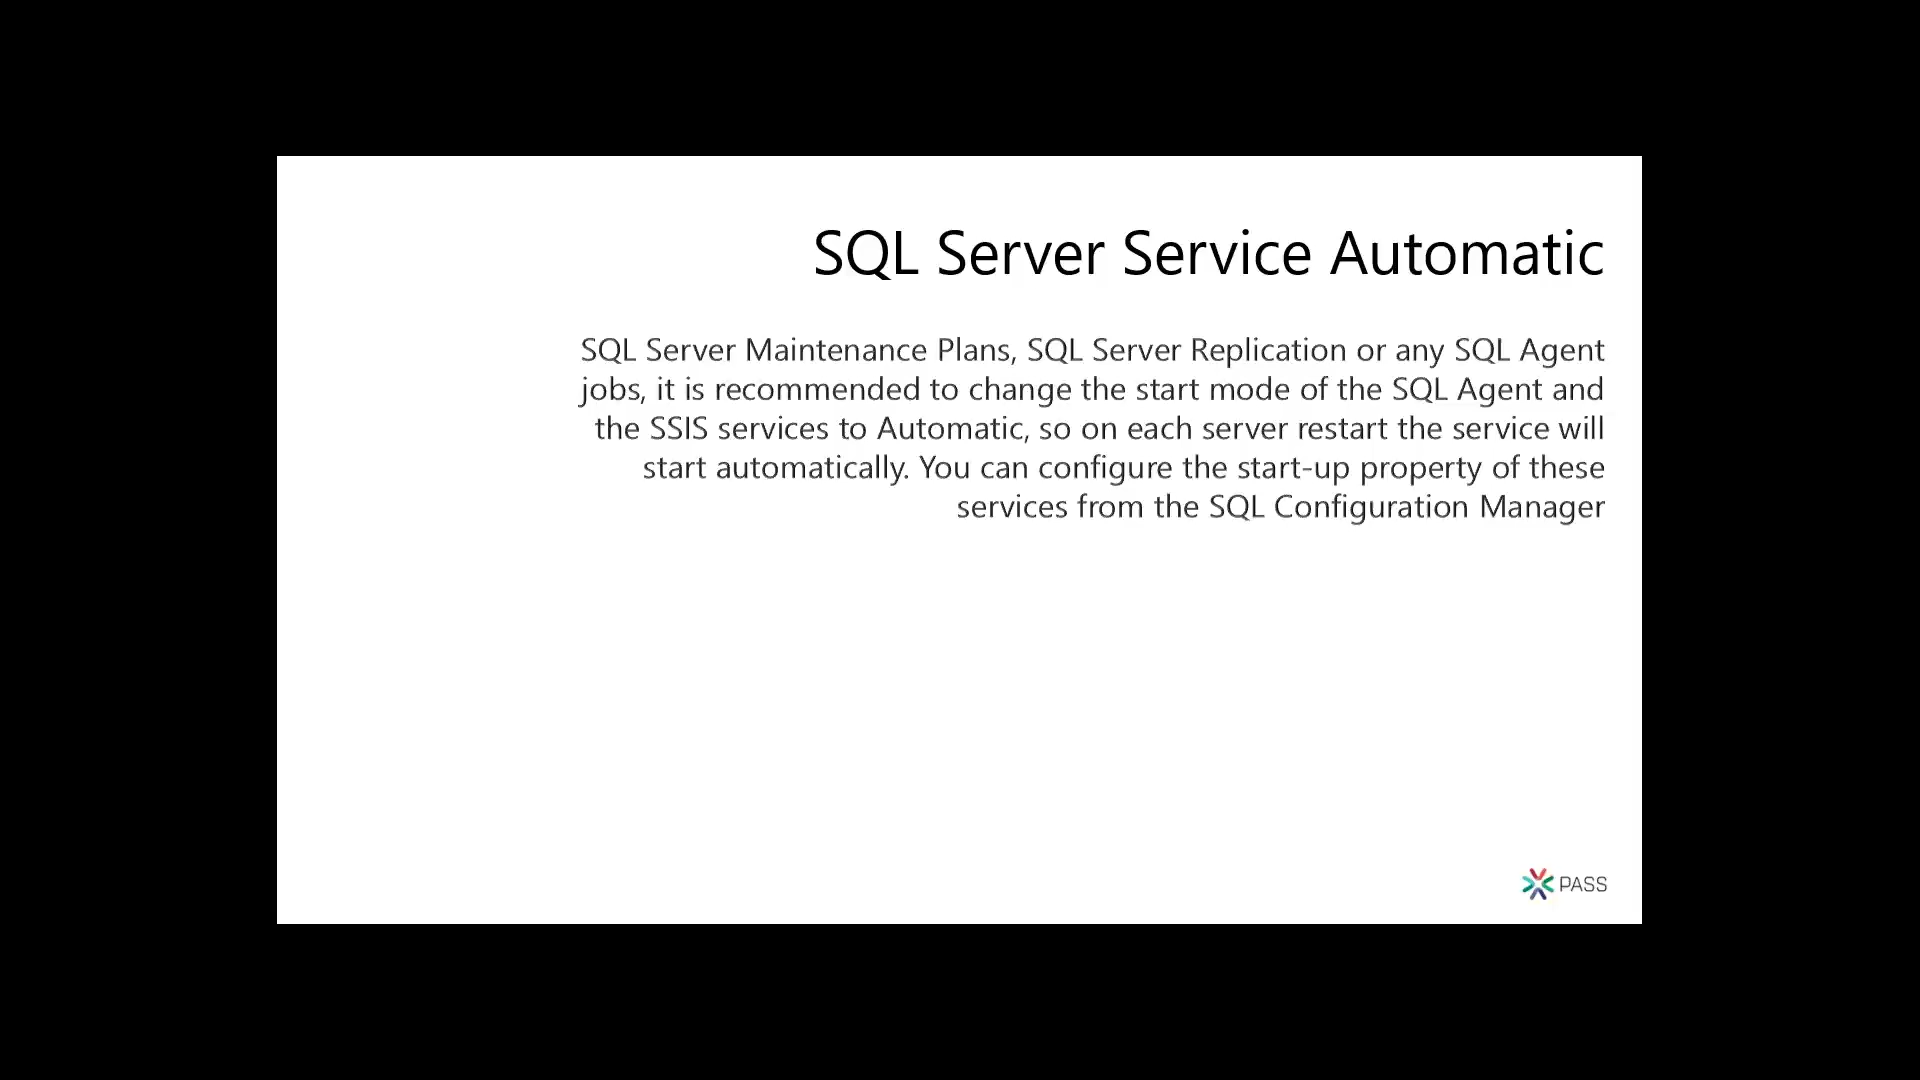 SQL Server Service Automatic
SQL Server Maintenance Plans, SQL Server Replication or any SQL Agent
jobs, it is recommended to change the start mode of the SQL Agent and
the SSIS services to Automatic, so on each server restart the service will
start automatically. You can configure the start-up property of these
services from the SQL Configuration Manager
PASS